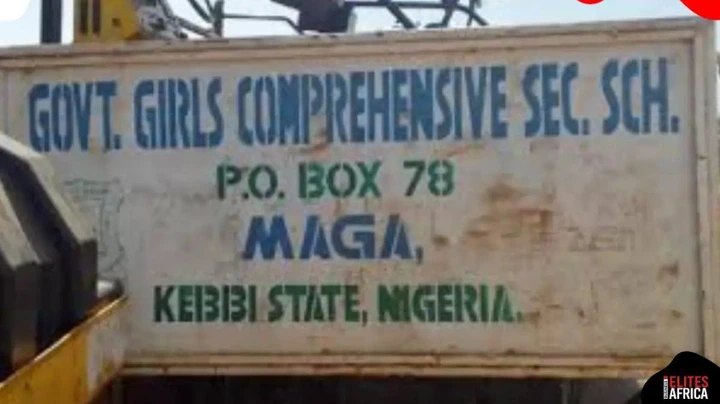 GOVT. GIRLS COMPREHENSIVE SEC. SCH.
P.O. BOX 78
MAGA,
KEBBI STATE, NIGERIA.
ELITES
AFRICA